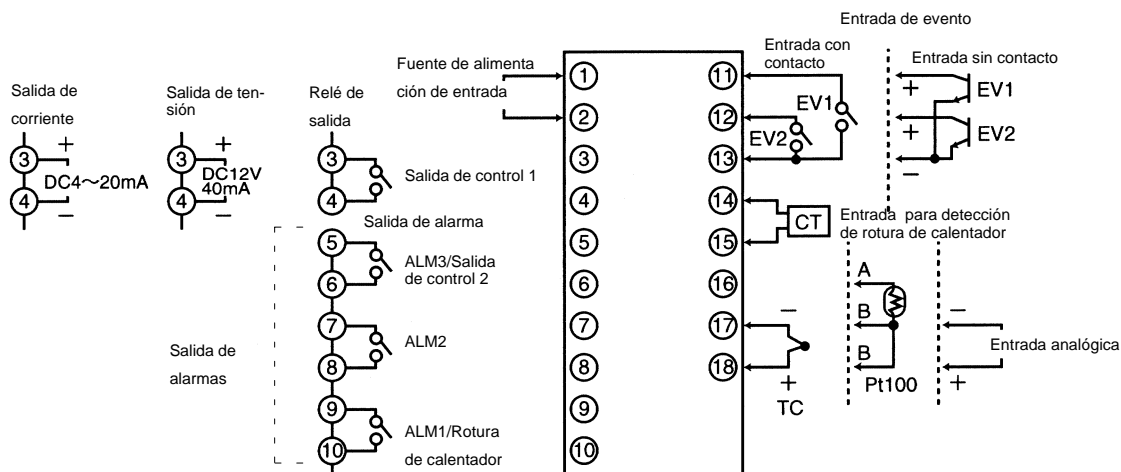 Salida de
corriente
3
+
DC4～20mA
4
−
Salida de ten-
sión
3
+
DC12V
40mA
4
−
Relé de
salida
3
4
Salida de control 1
Salida de alarma
5
6
ALM3/Salida
de control 2
7
8
ALM2
9
10
ALM1/Rotura
de calentador
Salida de
alarmas
Fuente de alimenta
ción de entrada
1
2
3
4
5
6
7
8
9
10
11
12
13
14
15
16
17
18
Entrada de evento
Entrada con
contacto
EV1
EV2
Entrada sin contacto
+
EV1
+
EV2
−
CT
Entrada para detección
de rotura de calentador
−
+
TC
A
B
B
Pt100
−
+
Entrada analógica